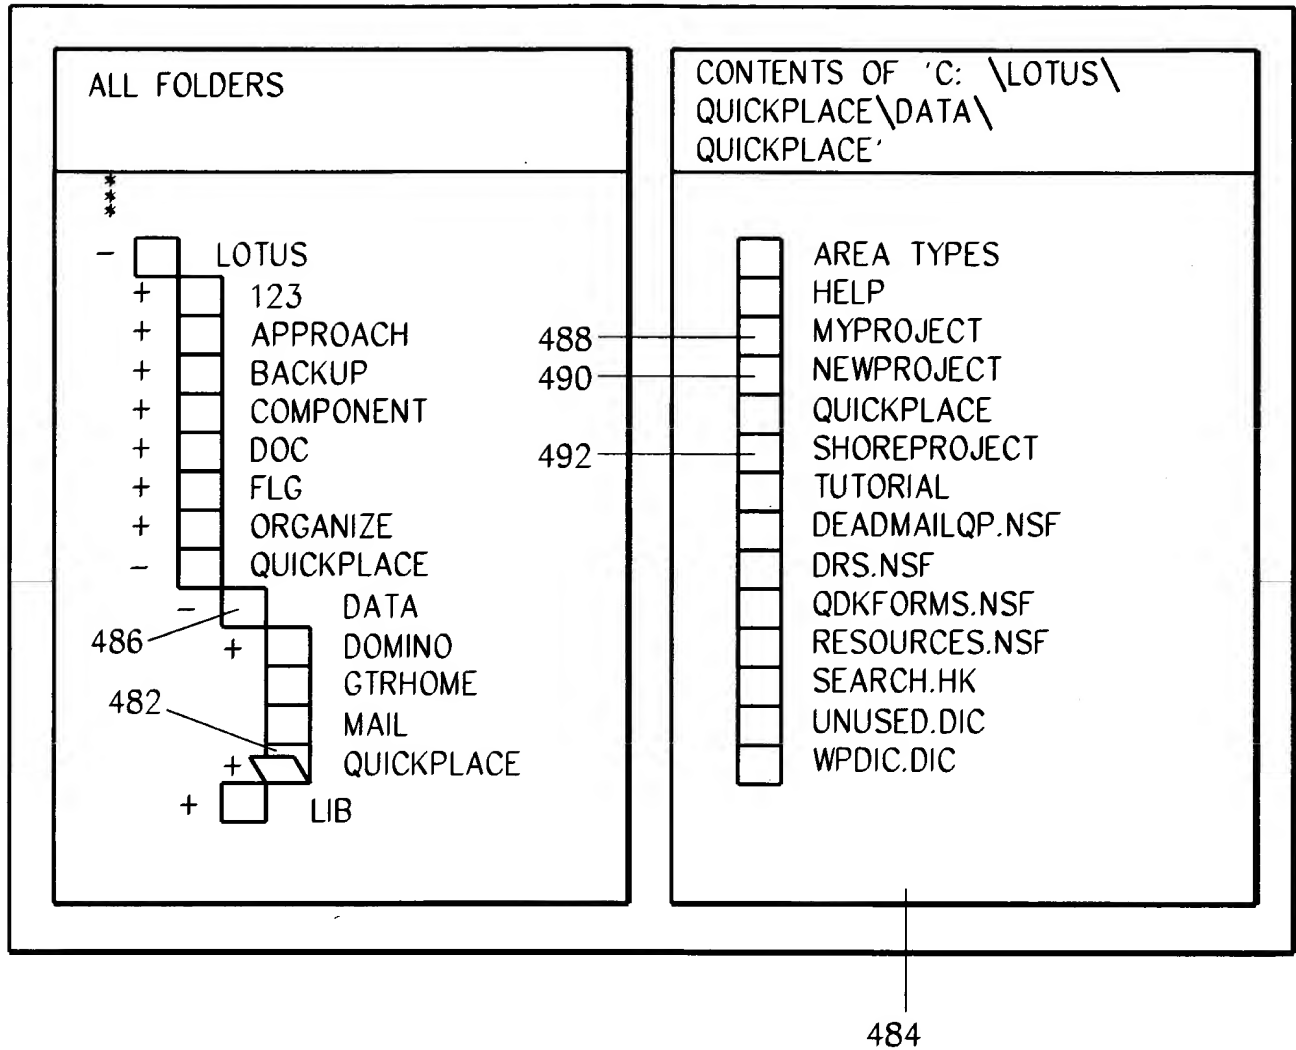 ALL FOLDERS
*
*
*
- LOTUS
+ 123
+ APPROACH
+ BACKUP
+ COMPONENT
+ DOC
+ FLG
+ ORGANIZE
- QUICKPLACE
- DATA
486
+ DOMINO
GTRHOME
482
MAIL
+ QUICKPLACE
+ LIB
CONTENTS OF 'C: \LOTUS\
QUICKPLACE\DATA\
QUICKPLACE'
AREA TYPES
HELP
488 MYPROJECT
490 NEWPROJECT
QUICKPLACE
492 SHOREPROJECT
TUTORIAL
DEADMAILQP.NSF
DRS.NSF
QDKFORMS.NSF
RESOURCES.NSF
SEARCH.HK
UNUSED.DIC
WPDIC.DIC
484